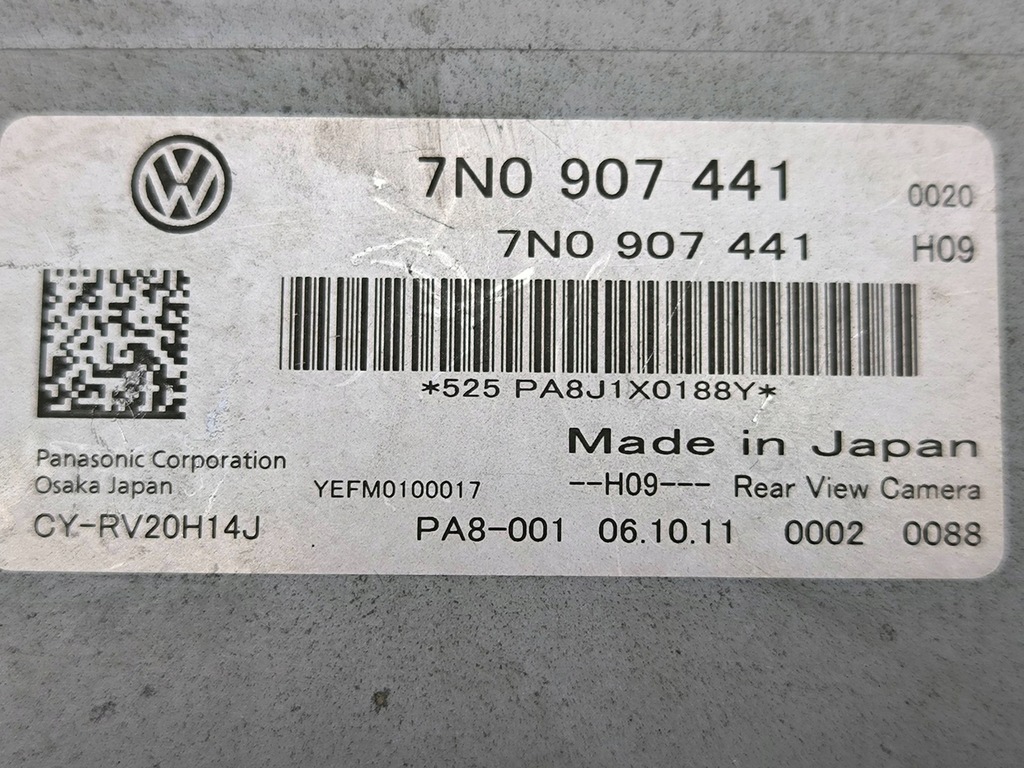 7N0 907 441 0020
7N0 907 441 H09
*525 PA8J1X0188Y*
Made in Japan
Panasonic Corporation
Osaka Japan YEFM0100017 --H09--- Rear View Camera
CY-RV20H14J PA8-001 06.10.11 0002 0088